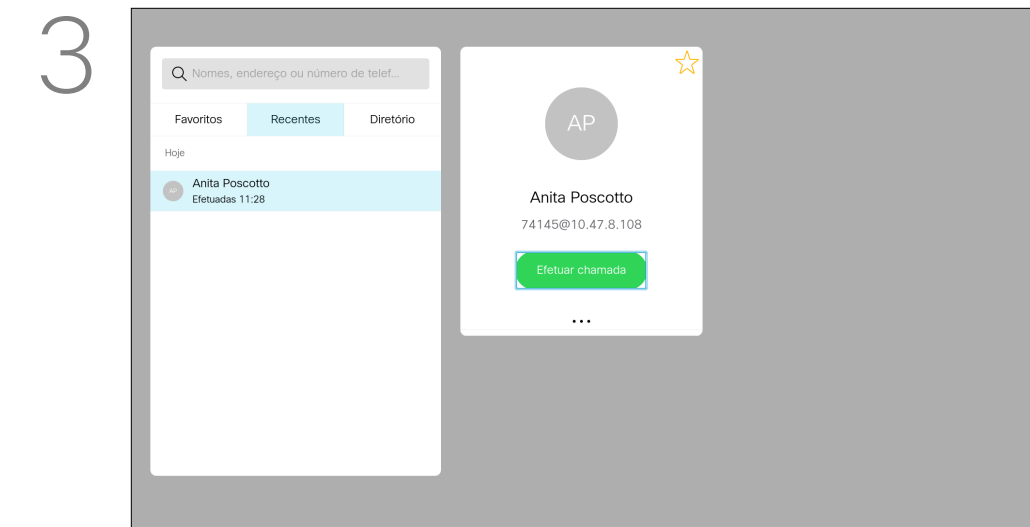 3
Nomes, endereço ou número de telef...
Favoritos Recentes Diretório
Hoje
AP
Anita Poscotto
Efetuadas 11:28
AP
Anita Poscotto
74145@10.47.8.108
Efetuar chamada
...